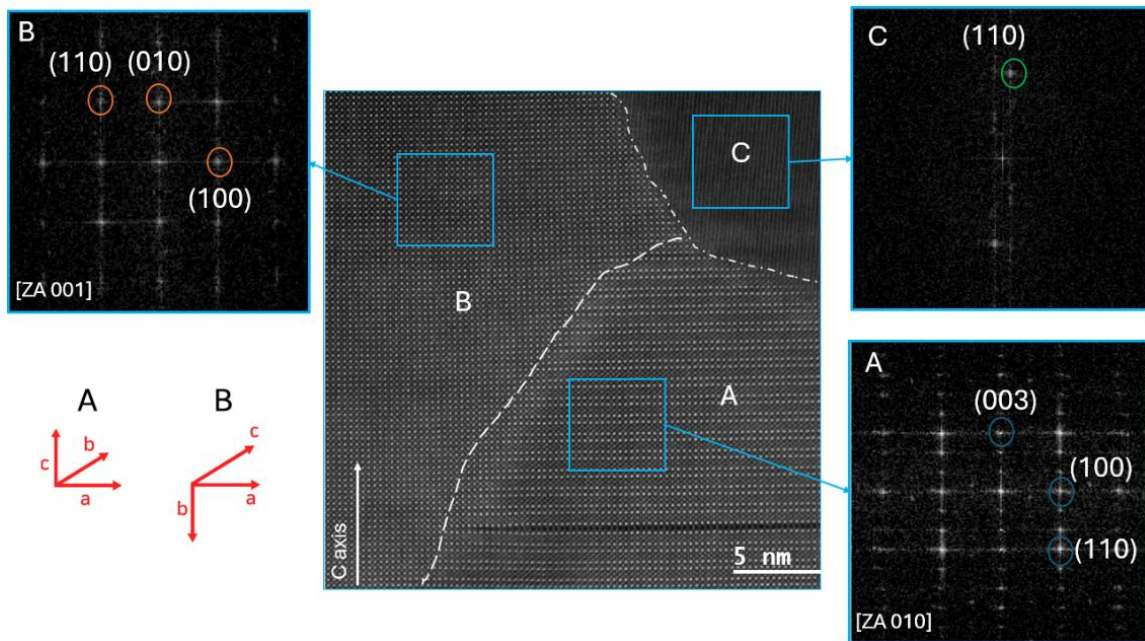 B
(110) (010)
(100)
[ZA 001]
C
(110)
C
B
A
C axis
5 nm
A
(003)
(100)
(110)
[ZA 010]
A
c
b
a
B
c
b
a